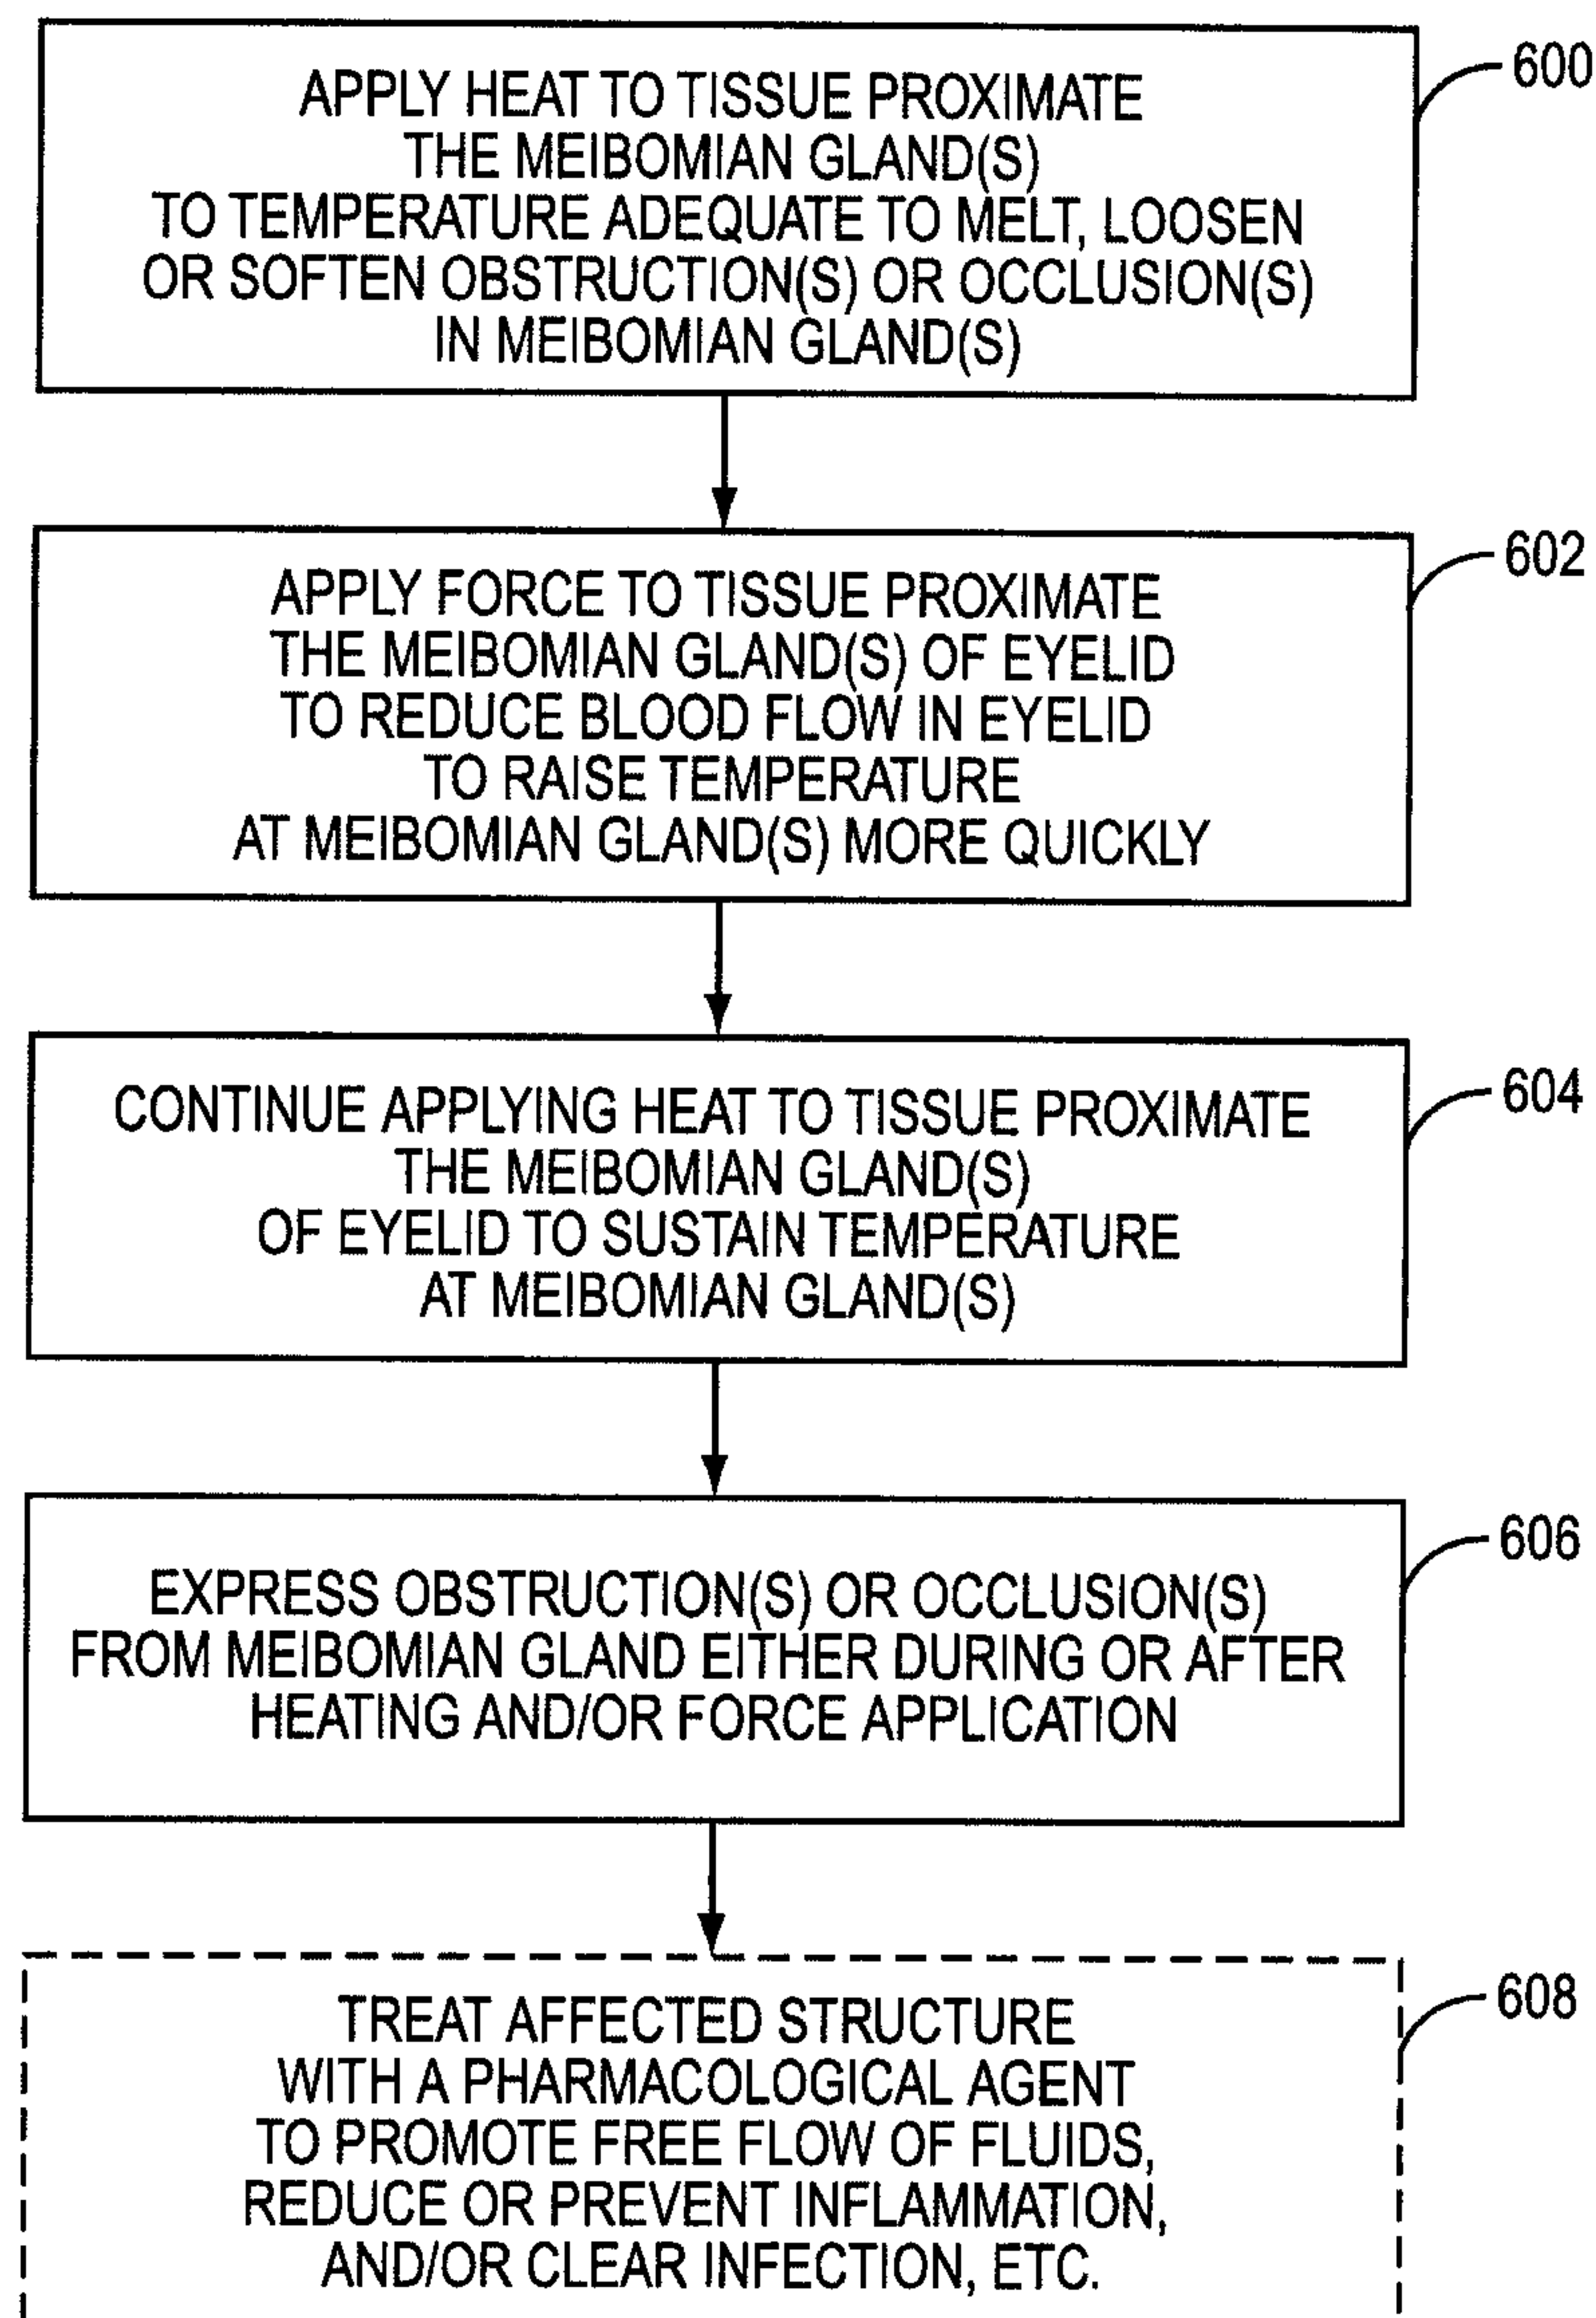 APPLY HEAT TO TISSUE PROXIMATE
THE MEIBOMIAN GLAND(S)
TO TEMPERATURE ADEQUATE TO MELT, LOOSEN
OR SOFTEN OBSTRUCTION(S) OR OCCLUSION(S)
IN MEIBOMIAN GLAND(S)
600
APPLY FORCE TO TISSUE PROXIMATE
THE MEIBOMIAN GLAND(S) OF EYELID
TO REDUCE BLOOD FLOW IN EYELID
TO RAISE TEMPERATURE
AT MEIBOMIAN GLAND(S) MORE QUICKLY
602
CONTINUE APPLYING HEAT TO TISSUE PROXIMATE
THE MEIBOMIAN GLAND(S)
OF EYELID TO SUSTAIN TEMPERATURE
AT MEIBOMIAN GLAND(S)
604
EXPRESS OBSTRUCTION(S) OR OCCLUSION(S)
FROM MEIBOMIAN GLAND EITHER DURING OR AFTER
HEATING AND/OR FORCE APPLICATION
606
TREAT AFFECTED STRUCTURE
WITH A PHARMACOLOGICAL AGENT
TO PROMOTE FREE FLOW OF FLUIDS,
REDUCE OR PREVENT INFLAMMATION,
AND/OR CLEAR INFECTION, ETC.
608